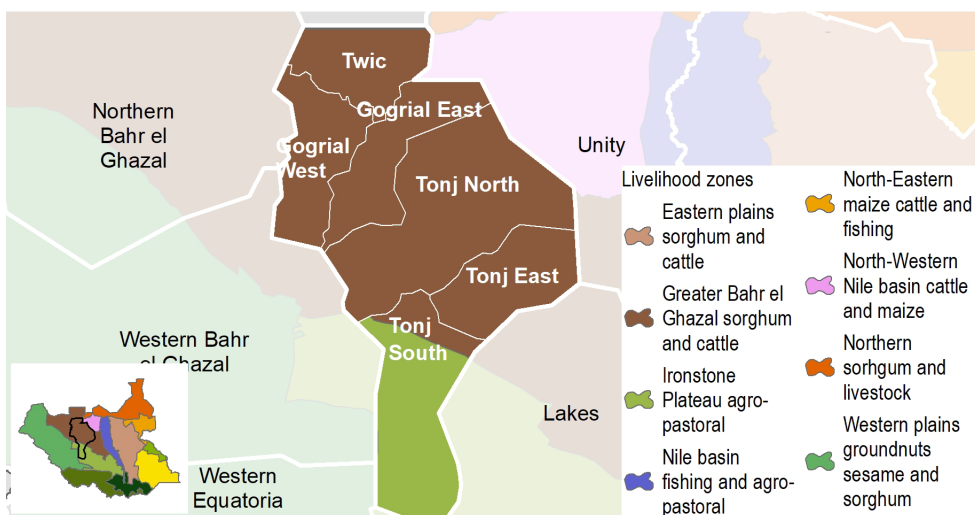 Twic
Gogrial East
Gogrial
West
Tonj North
Tonj East
Tonj
South
Northern
Bahr el
Ghazal
Unity
Western Bahr
el Ghazal
Lakes
Western
Equatoria
Livelihood zones
Eastern plains
sorghum and
cattle
Greater Bahr el
Ghazal sorghum
and cattle
Ironstone
Plateau agro-
pastoral
Nile basin
fishing and agro-
pastoral
North-Eastern
maize cattle and
fishing
North-Western
Nile basin cattle
and maize
Northern
sorhgum and
livestock
Western plains
groundnuts
sesame and
sorghum